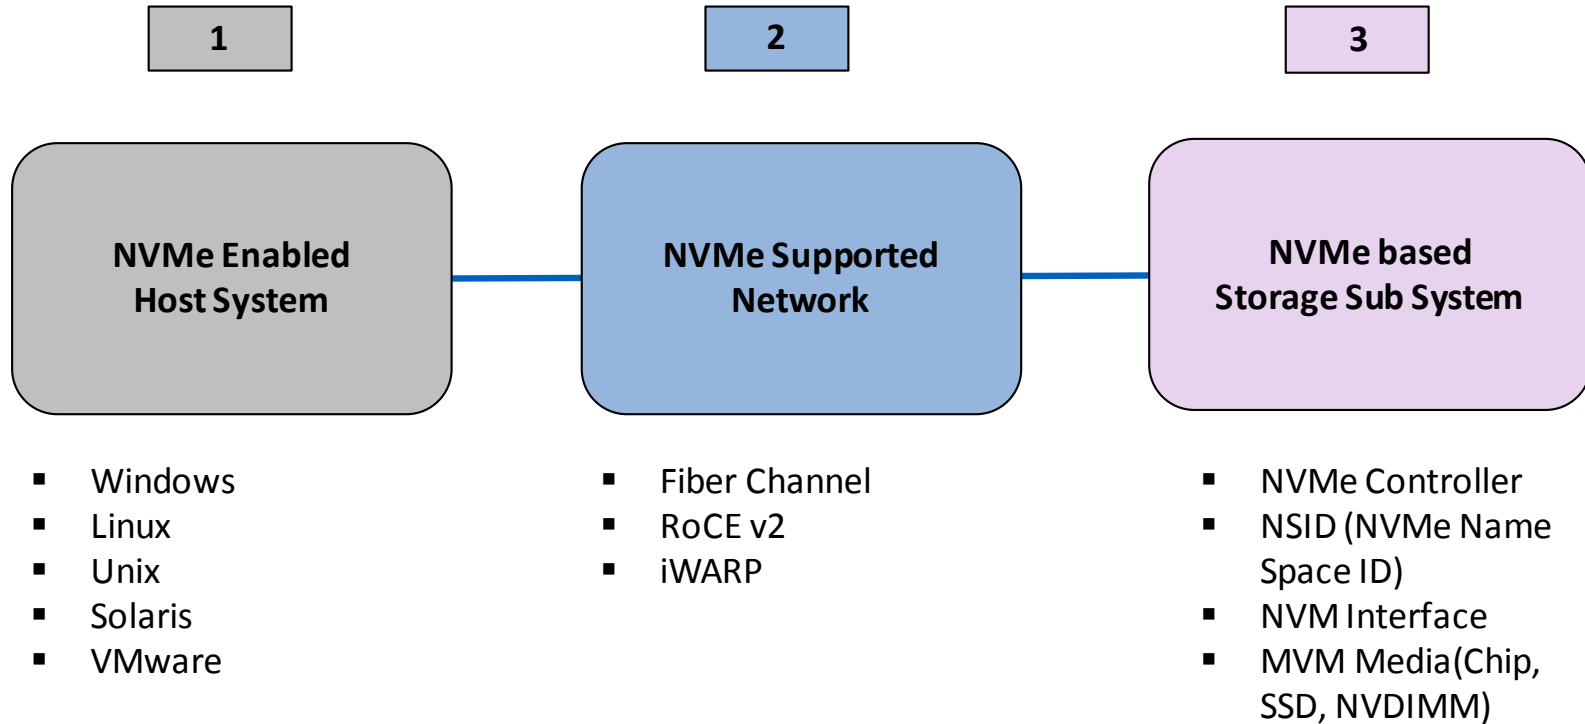 1
2
3
NVMe Enabled
Host System
NVMe Supported
Network
NVMe based
Storage Sub System
▪ Windows
▪ Linux
▪ Unix
▪ Solaris
▪ VMware
▪ Fiber Channel
▪ RoCE v2
▪ iWARP
▪ NVMe Controller
▪ NSID (NVMe Name
Space ID)
▪ NVM Interface
▪ MVM Media(Chip,
SSD, NVDIMM)